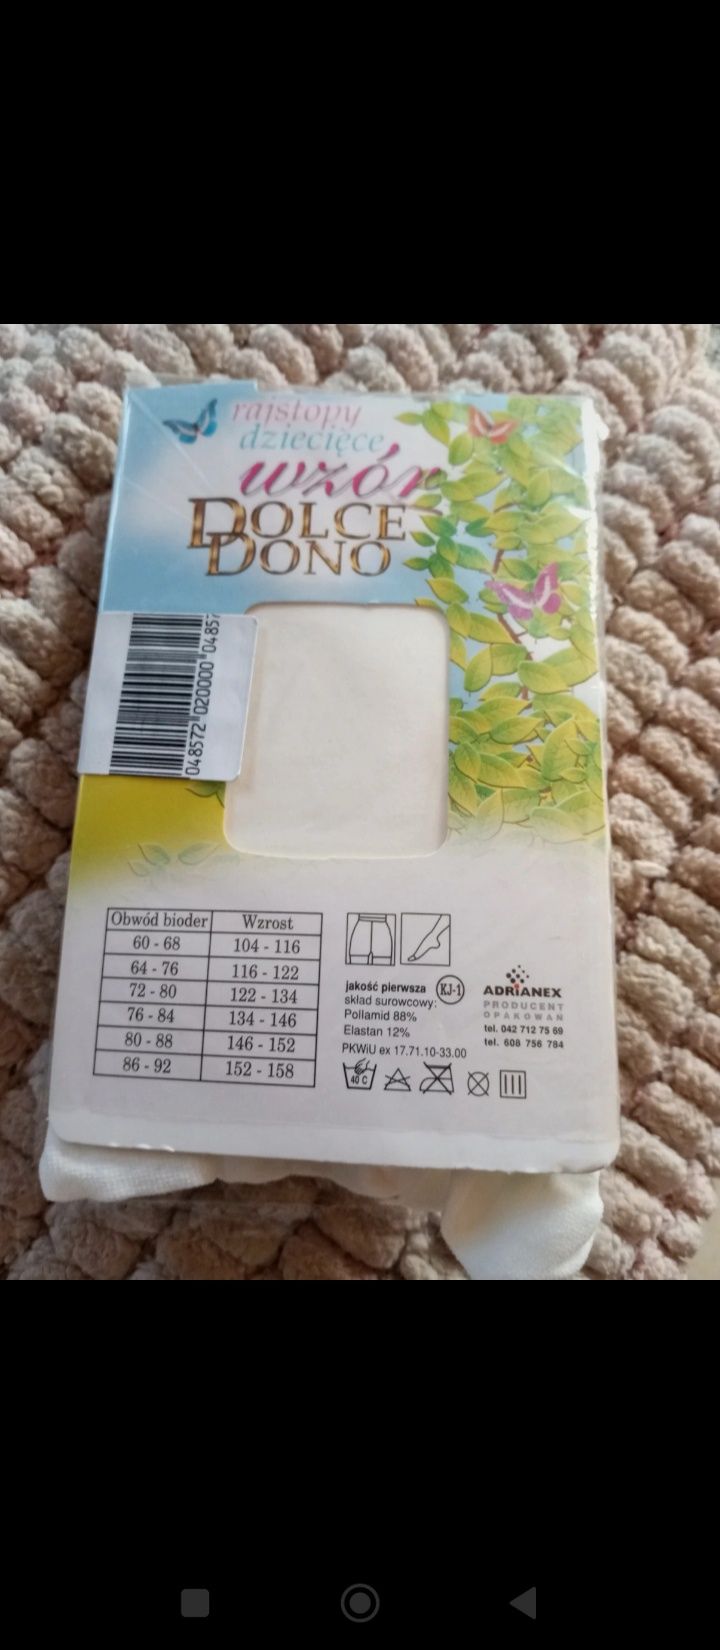 rajstopy
dziecięce
wzór
DOLCE
DONO
048572 020000 04857
Obwód bioder Wzrost
60 - 68 104 - 116
64 - 76 116 - 122
72 - 80 122 - 134
76 - 84 134 - 146
80 - 88 146 - 152
86 - 92 152 - 158
jakość pierwsza KJ-1
skład surowcowy:
Poliamid 88%
Elastan 12%
PKWiU ex 17.71.10-33.00
40 C
ADRIANEX
PRODUCENT
OPAKOWAŃ
tel. 042 712 75 69
tel. 608 756 784